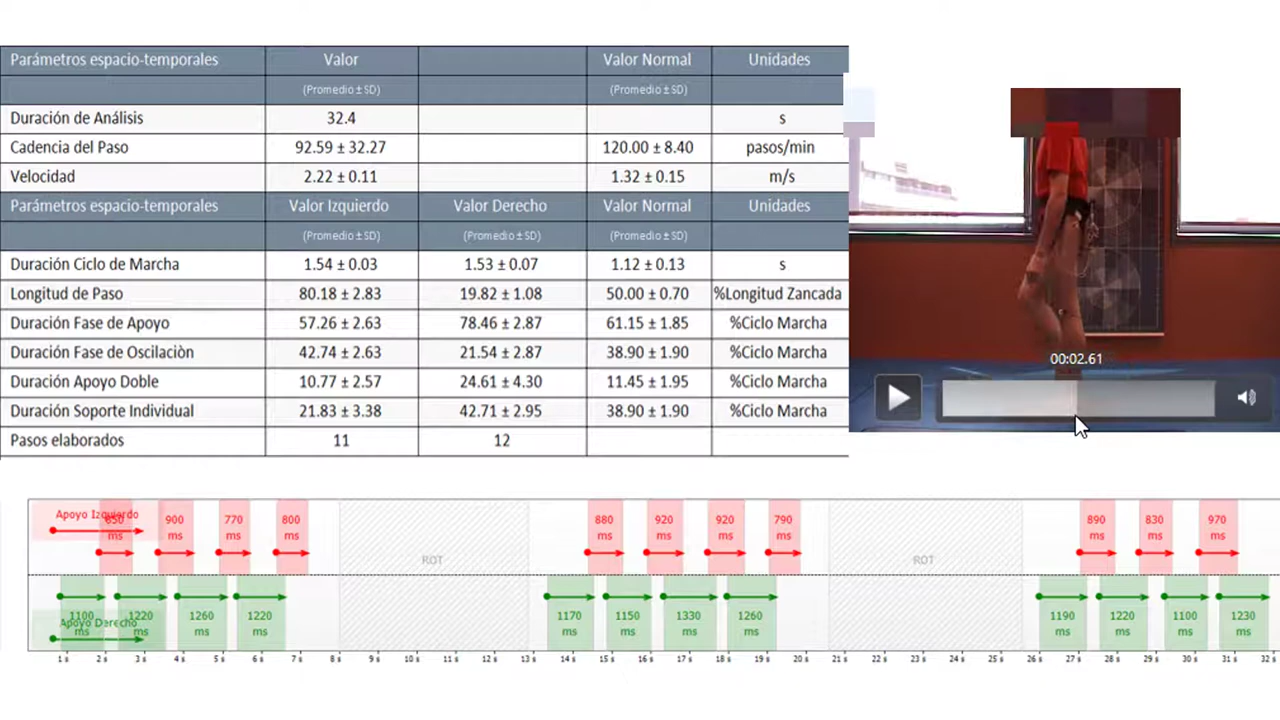 Parámetros espacio-temporales Valor Valor Normal Unidades
(Promedio ± SD) (Promedio ± SD)
Duración de Análisis 32.4 s
Cadencia del Paso 92.59 ± 32.27 120.00 ± 8.40 pasos/min
Velocidad 2.22 ± 0.11 1.32 ± 0.15 m/s
Parámetros espacio-temporales Valor Izquierdo Valor Derecho Valor Normal Unidades
(Promedio ± SD) (Promedio ± SD) (Promedio ± SD)
Duración Ciclo de Marcha 1.54 ± 0.03 1.53 ± 0.07 1.12 ± 0.13 s
Longitud de Paso 80.18 ± 2.83 19.82 ± 1.08 50.00 ± 0.70 %Longitud Zancada
Duración Fase de Apoyo 57.26 ± 2.63 78.46 ± 2.87 61.15 ± 1.85 %Ciclo Marcha
Duración Fase de Oscilaciòn 42.74 ± 2.63 21.54 ± 2.87 38.90 ± 1.90 %Ciclo Marcha
Duración Apoyo Doble 10.77 ± 2.57 24.61 ± 4.30 11.45 ± 1.95 %Ciclo Marcha
Duración Soporte Individual 21.83 ± 3.38 42.71 ± 2.95 38.90 ± 1.90 %Ciclo Marcha
Pasos elaborados 11 12
00:02.61
Apoyo Izquierdo
850 900 770 800 880 920 920 790 890 830 970
ms ms ms ms ms ms ms ms ms ms ms
ROT ROT
1100 1220 1260 1220 1170 1150 1330 1260 1190 1220 1100 1230
Apoyo Derecho
ms ms ms ms ms ms ms ms ms ms ms ms
1 s 2 s 3 s 4 s 5 s 6 s 7 s 8 s 9 s 10 s 11 s 12 s 13 s 14 s 15 s 16 s 17 s 18 s 19 s 20 s 21 s 22 s 23 s 24 s 25 s 26 s 27 s 28 s 29 s 30 s 31 s 32 s